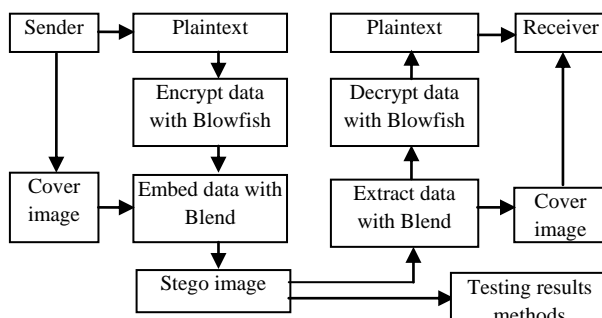 Sender
Plaintext
Plaintext
Receiver
Encrypt data
with Blowfish
Decrypt data
with Blowfish
Cover
image
Embed data with
Blend
Extract data
with Blend
Cover
image
Stego image
Testing results
methods